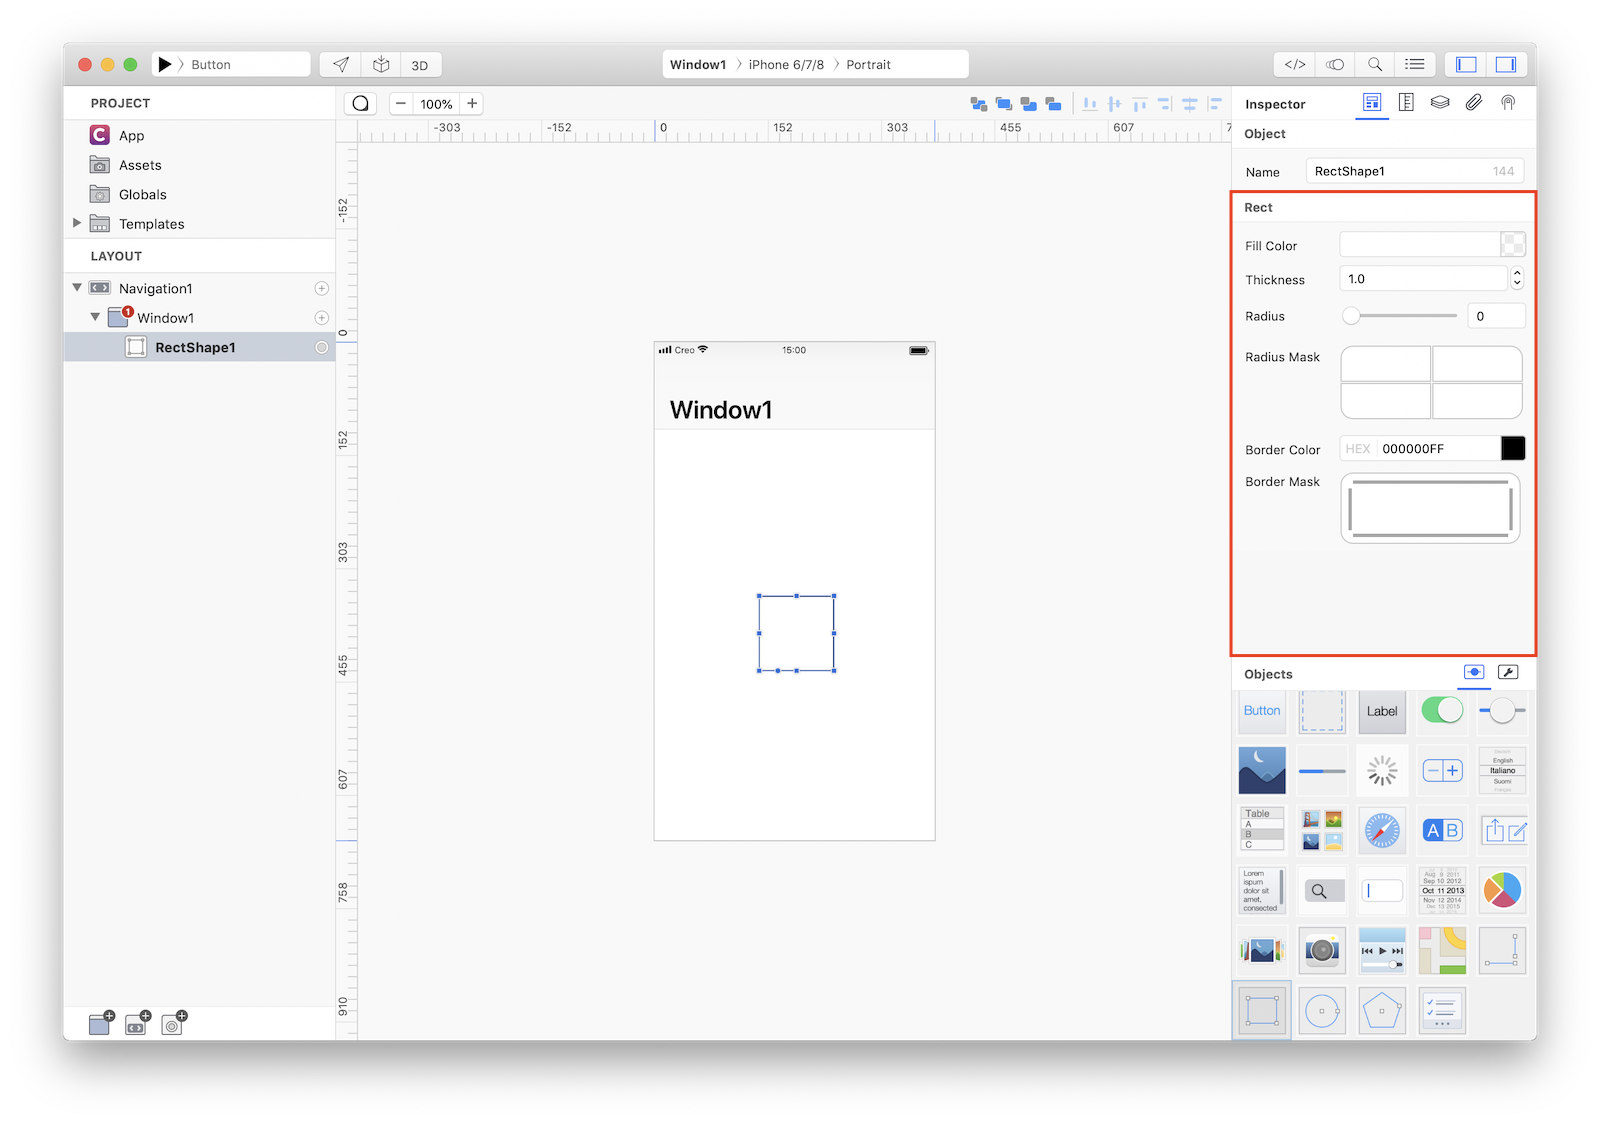 Button
3D
Window1 〉 iPhone 6/7/8 〉 Portrait
</>
PROJECT
App
Assets
Globals
Templates
LAYOUT
Navigation1
1
Window1
RectShape1
100%
-303 -152 0 152 303 455 607 7
-152
0
152
303
455
607
758
910
Creo 15:00
Window1
Inspector
Object
Name RectShape1 144
Rect
Fill Color
Thickness 1.0
Radius 0
Radius Mask
Border Color HEX 000000FF
Border Mask
Objects
Button
Label
English
Italiano
Suomi
Table
A
B
C
A B
Lorem
ispum
dolor sit
amet,
consected
Aug 9 2011
Sep 10 2012
Oct 11 2013
Nov 12 2014
Dec 13 2015